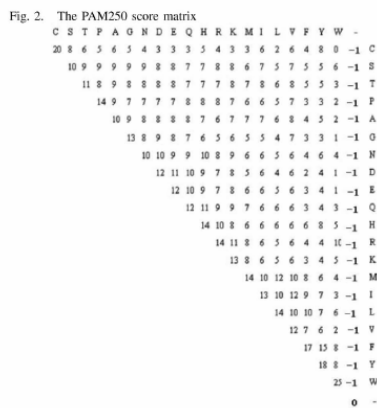 Fig. 2. The PAM250 score matrix
C S T P A G N D E Q H R K M I L V F Y W -
20 8 6 5 6 5 4 3 3 3 5 4 3 3 6 2 6 4 8 0 -1 C
10 9 9 9 9 9 8 8 7 7 8 8 6 7 5 7 5 5 6 -1 S
11 8 9 8 8 8 8 7 7 7 8 7 8 6 8 5 5 3 -1 T
14 9 7 7 7 7 8 8 8 7 6 6 5 7 3 3 2 -1 P
10 9 8 8 8 8 7 6 7 7 7 6 8 4 5 2 -1 A
13 8 9 8 7 6 5 6 5 5 4 7 3 3 1 -1 G
10 10 9 9 10 8 9 6 6 5 6 4 6 4 -1 N
12 11 10 9 7 8 5 6 4 6 2 4 1 -1 D
12 10 9 7 8 6 6 5 6 3 4 1 -1 E
12 11 9 9 7 6 6 6 3 4 3 -1 Q
14 10 8 6 6 6 6 6 8 5 -1 H
14 11 8 6 5 6 4 4 10 -1 R
13 8 6 5 6 3 4 5 -1 K
14 10 12 10 8 6 4 -1 M
13 10 12 9 7 3 -1 I
14 10 10 7 6 -1 L
12 7 6 2 -1 V
17 15 8 -1 F
18 8 -1 Y
25 -1 W
0 -